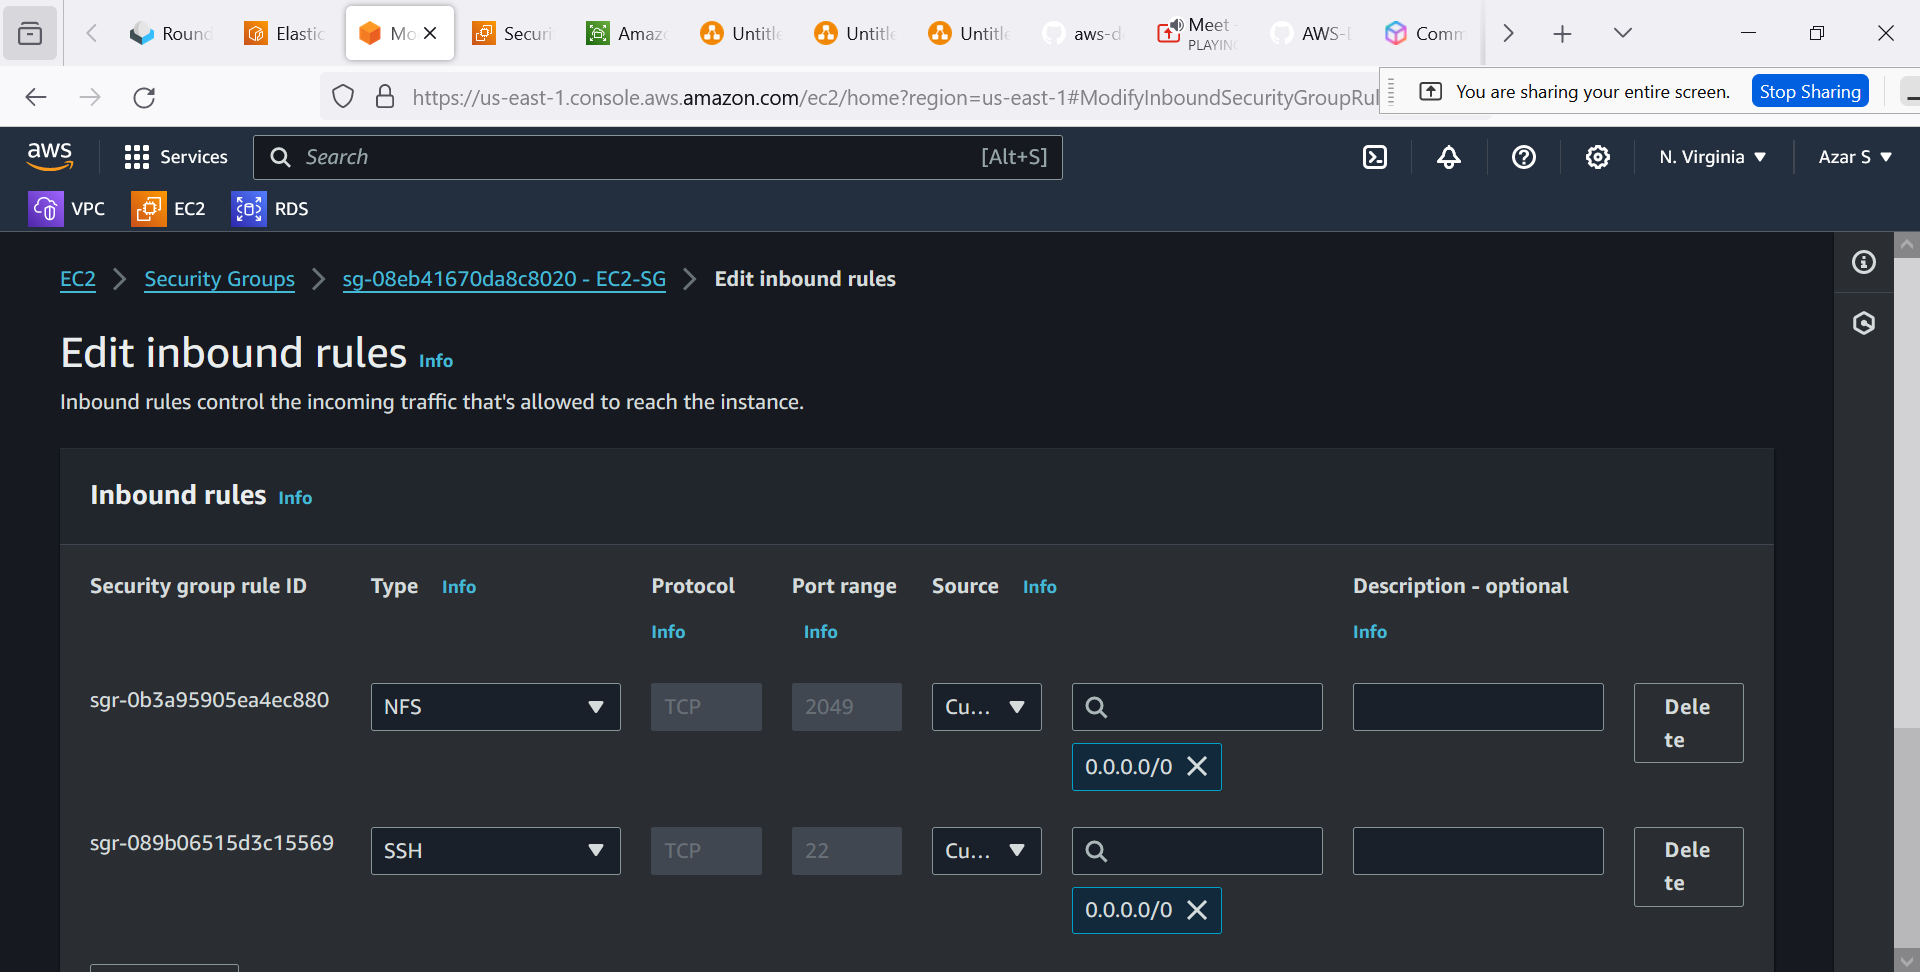 Round
Elastic
Mo
Securi
Amaz
Untitle
Untitle
Untitle
aws-d
Meet -
PLAYING
AWS-
Comm
https://us-east-1.console.aws.amazon.com/ec2/home?region=us-east-1#ModifyInboundSecurityGroupRul
You are sharing your entire screen.
Stop Sharing
aws
Services
Search
[Alt+S]
N. Virginia
Azar S
VPC
EC2
RDS
EC2
Security Groups
sg-08eb41670da8c8020 - EC2-SG
Edit inbound rules
Edit inbound rules Info
Inbound rules control the incoming traffic that's allowed to reach the instance.
Inbound rules Info
Security group rule ID
Type Info
Protocol
Info
Port range
Info
Source Info
Description - optional
Info
sgr-0b3a95905ea4ec880
NFS
TCP
2049
Cu...
0.0.0.0/0
Dele
te
sgr-089b06515d3c15569
SSH
TCP
22
Cu...
0.0.0.0/0
Dele
te